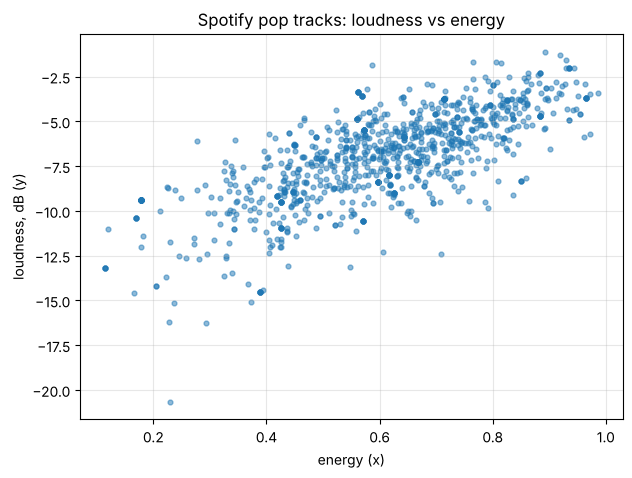 Spotify pop tracks: loudness vs energy
−2.5
−5.0
−7.5
−10.0
−12.5
−15.0
−17.5
−20.0
loudness, dB (y)
0.2 0.4 0.6 0.8 1.0
energy (x)